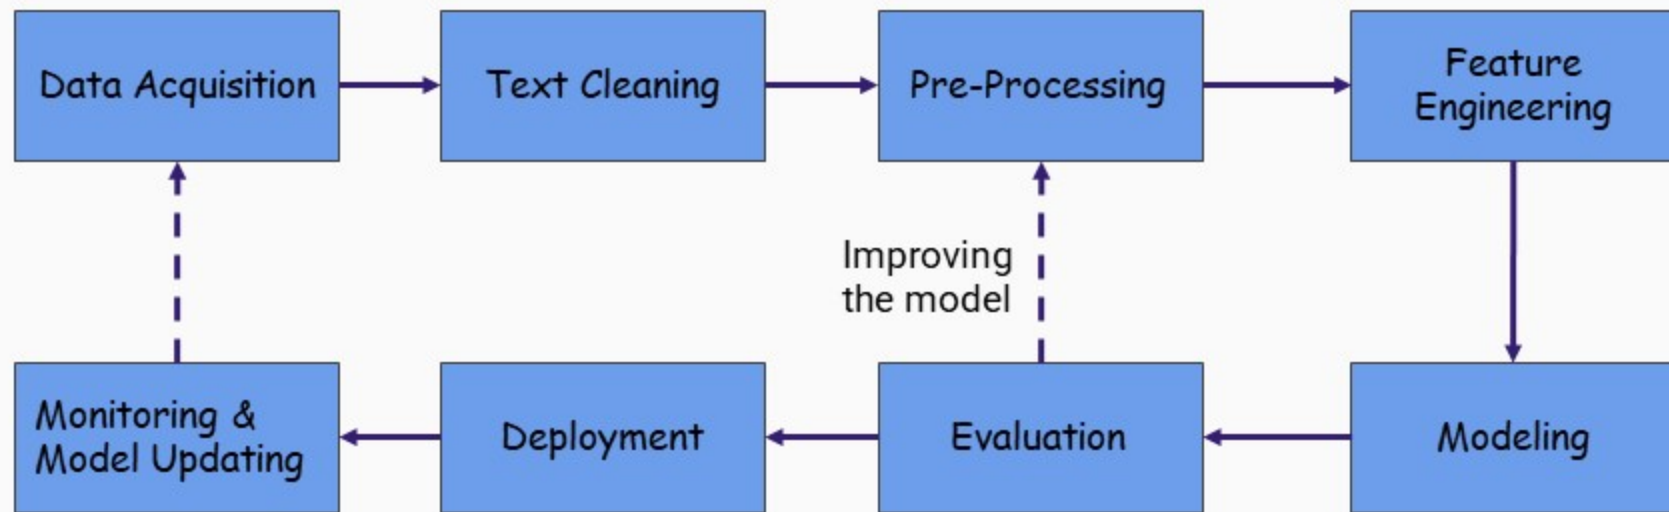 Data Acquisition
Text Cleaning
Pre-Processing
Feature
Engineering
Improving
the model
Monitoring &
Model Updating
Deployment
Evaluation
Modeling